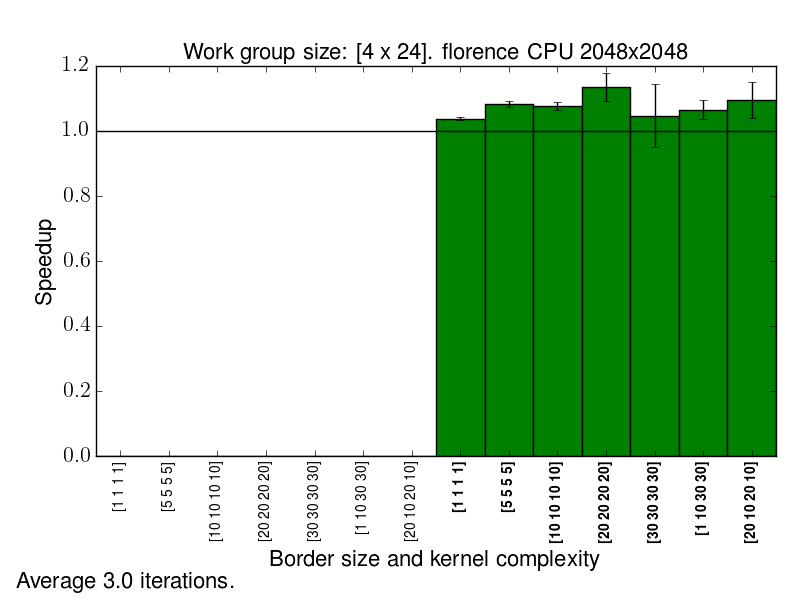 Work group size: [4 x 24]. florence CPU 2048x2048
1.2
1.0
0.8
0.6
0.4
0.2
0.0
Speedup
[1 1 1 1]
[5 5 5 5]
[10 10 10 10]
[20 20 20 20]
[30 30 30 30]
[1 10 30 30]
[20 10 20 10]
[1 1 1 1]
[5 5 5 5]
[10 10 10 10]
[20 20 20 20]
[30 30 30 30]
[1 10 30 30]
[20 10 20 10]
Border size and kernel complexity
Average 3.0 iterations.